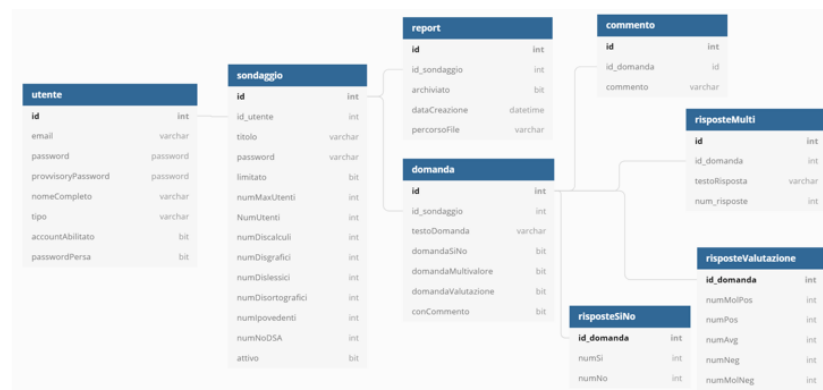 utente
id int
email varchar
password password
provvisoryPassword password
nomeCompleto varchar
tipo varchar
accountAbilitato bit
passwordPersa bit
sondaggio
id int
id_utente int
titolo varchar
password varchar
limitato bit
numMaxUtenti int
NumUtenti int
numDiscalculi int
numDisgrafici int
numDislessici int
numDisortografici int
numIpovedenti int
numNoDSA int
attivo bit
report
id int
id_sondaggio int
archiviato bit
dataCreazione datetime
percorsoFile varchar
domanda
id int
id_sondaggio int
testoDomanda varchar
domandaSiNo bit
domandaMultivalore bit
domandaValutazione bit
conCommento bit
commento
id int
id_domanda id
commento varchar
risposteMulti
id int
id_domanda int
testoRisposta varchar
num_risposte int
risposteValutazione
id_domanda int
numMolPos int
numPos int
numAvg int
numNeg int
numMolNeg int
risposteSiNo
id_domanda int
numSi int
numNo int